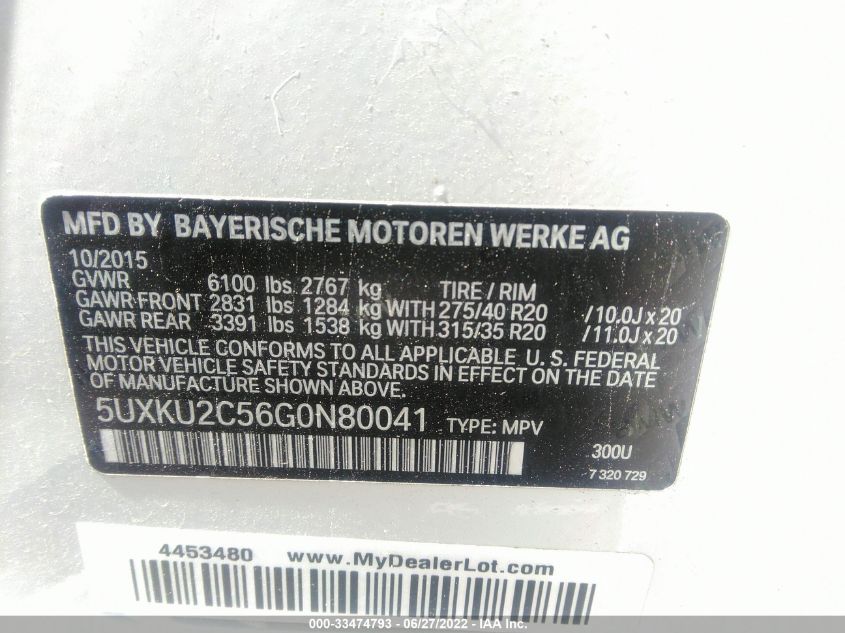 MFD BY BAYERISCHE MOTOREN WERKE AG
10/2015
GVWR 6100 lbs 2767 kg TIRE / RIM
GAWR FRONT 2831 lbs 1284 kg WITH 275/40 R20 /10.0J x 20
GAWR REAR 3391 lbs 1538 kg WITH 315/35 R20 /11.0J x 20
THIS VEHICLE CONFORMS TO ALL APPLICABLE U. S. FEDERAL
MOTOR VEHICLE SAFETY STANDARDS IN EFFECT ON THE DATE
OF MANUFACTURE SHOWN ABOVE.
5UXKU2C56G0N80041 TYPE: MPV
300U
7 320 729
4453480 www.MyDealerLot.com
000-33474793 - 06/27/2022 - IAA Inc.